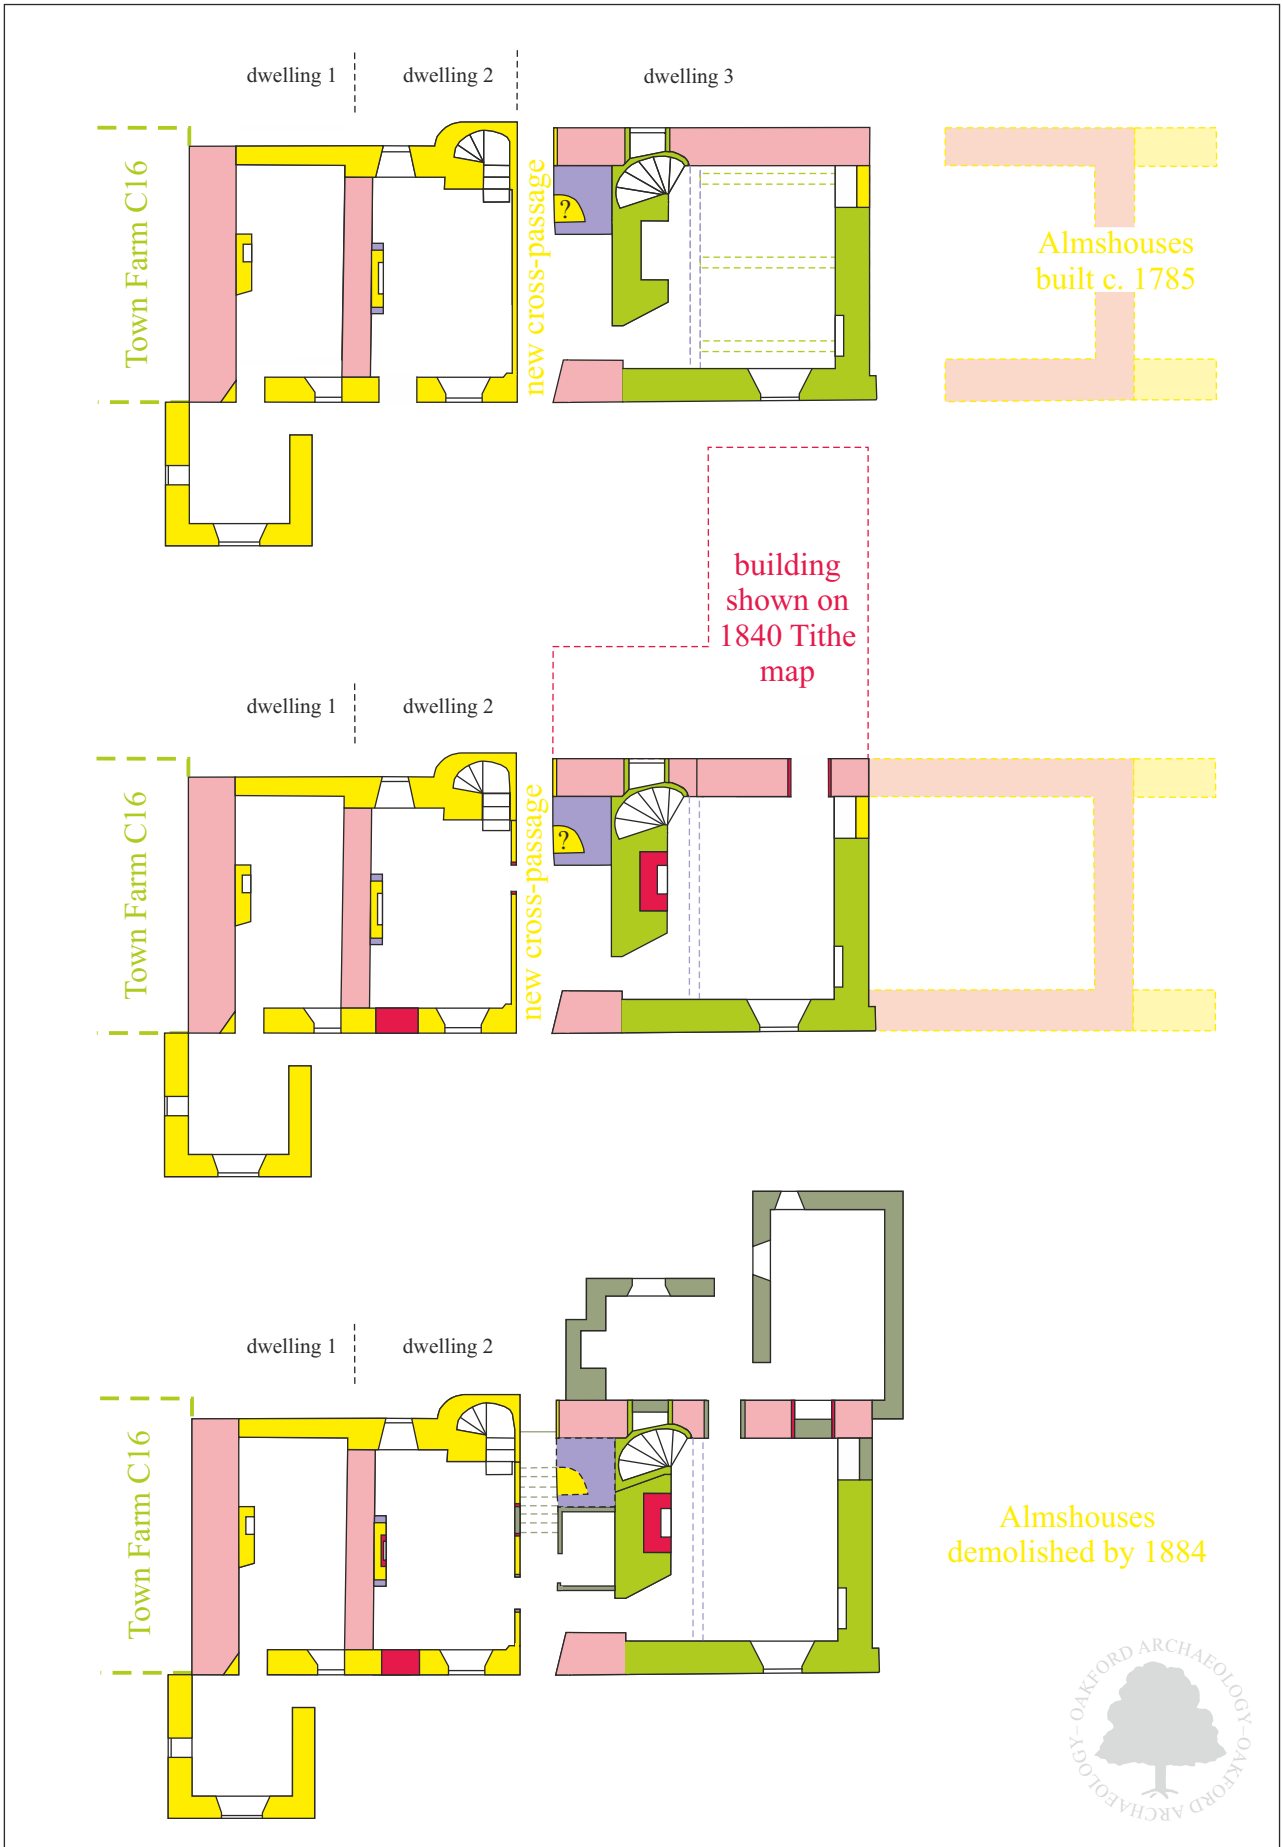 dwelling 1
dwelling 2
dwelling 3
Town Farm C16
new cross-passage
?
Almshouses
built c. 1785
building
shown on
1840 Tithe
map
dwelling 1
dwelling 2
Town Farm C16
new cross-passage
?
dwelling 1
dwelling 2
Town Farm C16
Almshouses
demolished by 1884
OAKFORD ARCHAEOLOGY–OAKFORD ARCHAEOLOGY–